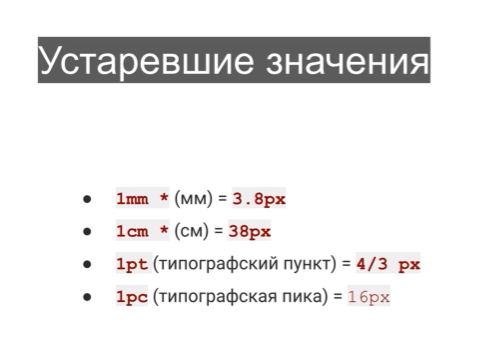 Устаревшие значения
● 1mm * (мм) = 3.8px
● 1cm * (см) = 38px
● 1pt (типографский пункт) = 4/3 px
● 1pc (типографская пика) = 16px